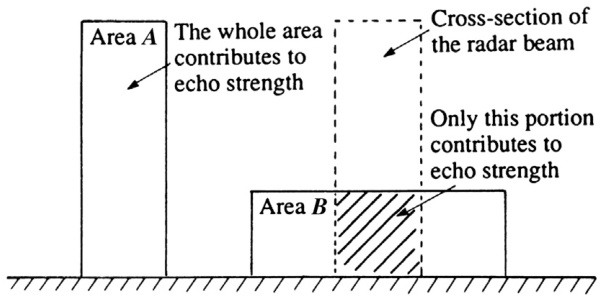 Area A
The whole area
contributes to
echo strength
Cross-section of
the radar beam
Only this portion
contributes to
echo strength
Area B